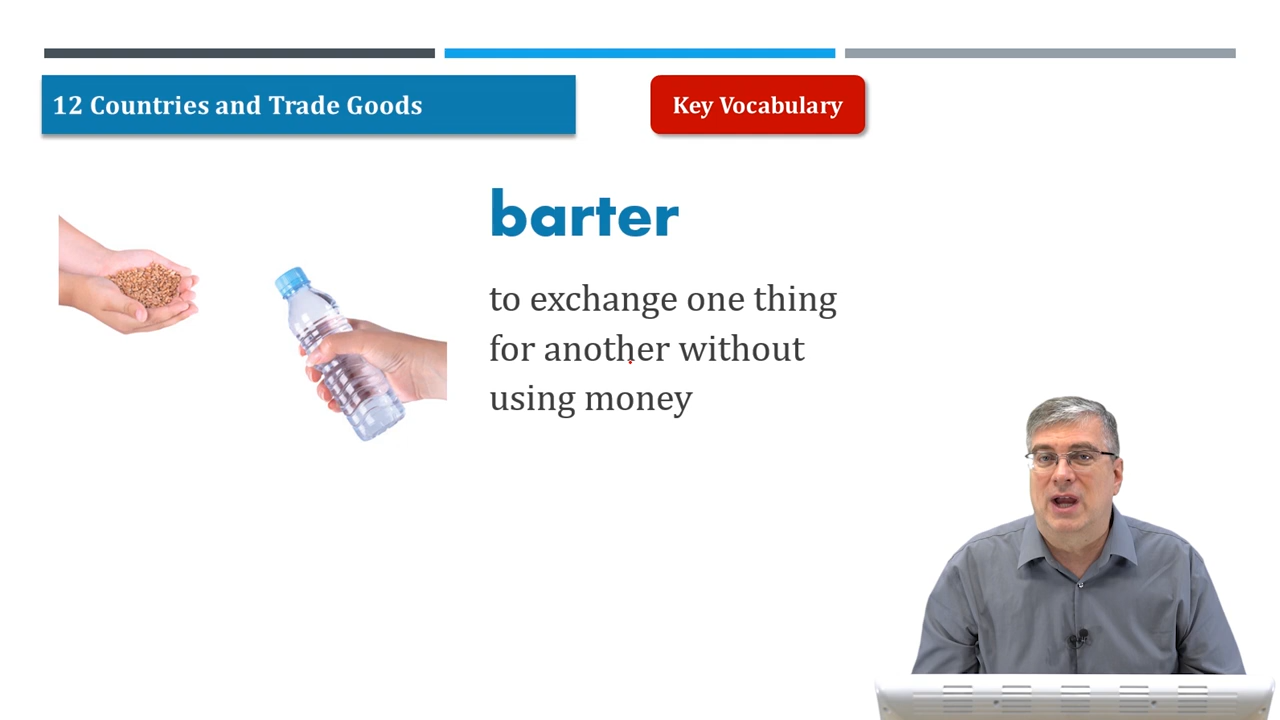 12 Countries and Trade Goods
Key Vocabulary
barter
to exchange one thing
for another without
using money